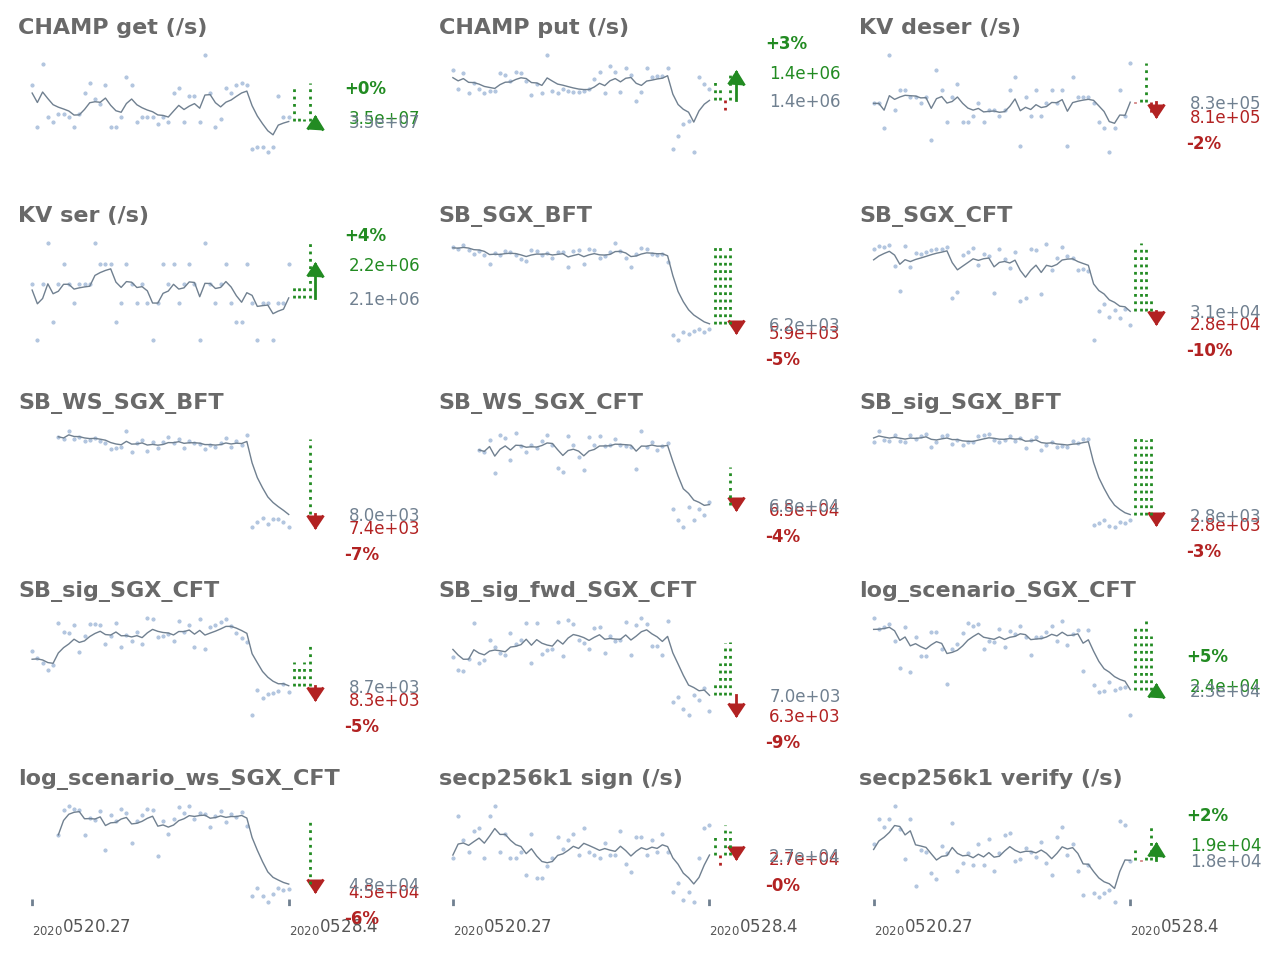 CHAMP get (/s)
+0%
3.5e+07
3.5e+07
CHAMP put (/s)
+3%
1.4e+06
1.4e+06
KV deser (/s)
8.3e+05
8.1e+05
-2%
KV ser (/s)
+4%
2.2e+06
2.1e+06
SB_SGX_BFT
6.2e+03
5.9e+03
-5%
SB_SGX_CFT
3.1e+04
2.8e+04
-10%
SB_WS_SGX_BFT
8.0e+03
7.4e+03
-7%
SB_WS_SGX_CFT
6.8e+04
6.5e+04
-4%
SB_sig_SGX_BFT
2.8e+03
2.8e+03
-3%
SB_sig_SGX_CFT
8.7e+03
8.3e+03
-5%
SB_sig_fwd_SGX_CFT
7.0e+03
6.3e+03
-9%
log_scenario_SGX_CFT
+5%
2.4e+04
2.3e+04
log_scenario_ws_SGX_CFT
4.8e+04
4.5e+04
-6%
secp256k1 sign (/s)
2.7e+04
2.7e+04
-0%
secp256k1 verify (/s)
+2%
1.9e+04
1.8e+04
2020 0520.27
2020 0528.4
2020 0520.27
2020 0528.4
2020 0520.27
2020 0528.4